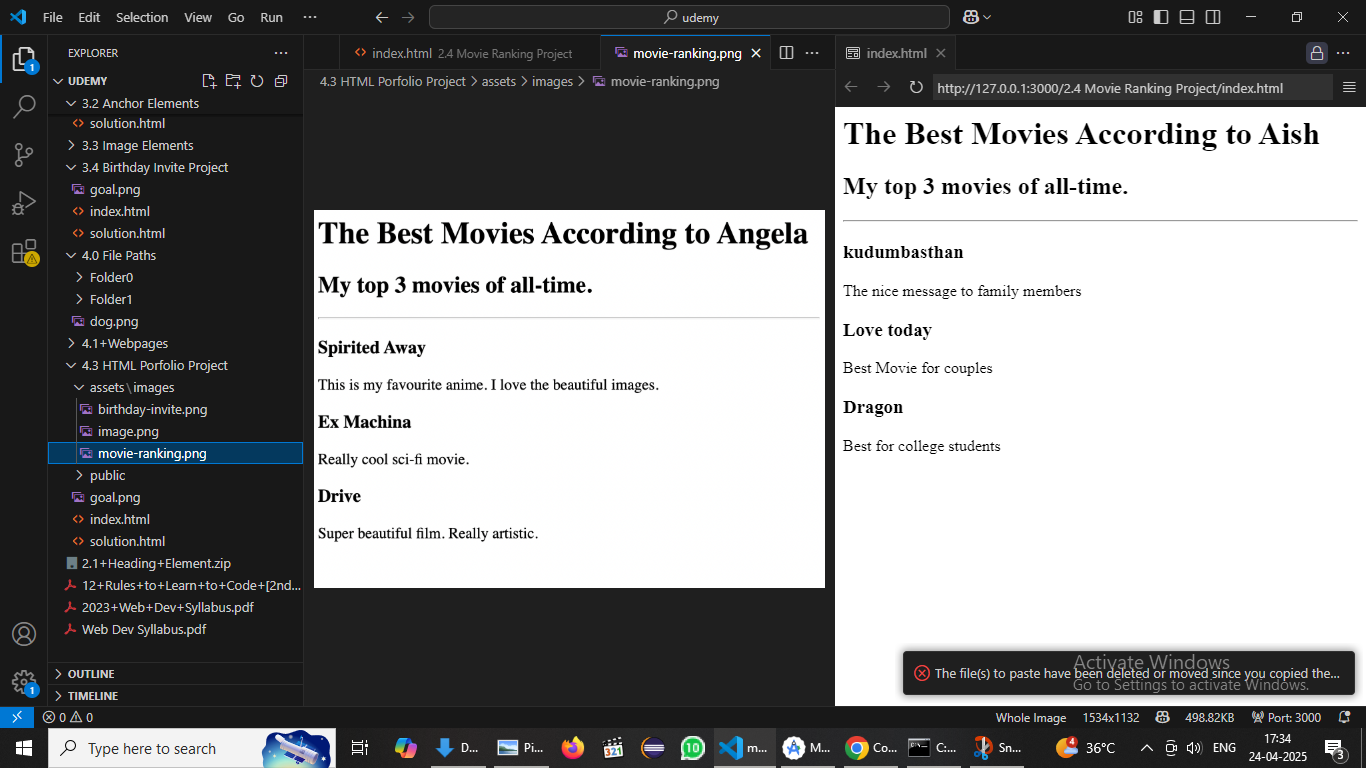 File Edit Selection View Go Run ··· udemy
EXPLORER ···
UDEMY
3.2 Anchor Elements
solution.html
3.3 Image Elements
3.4 Birthday Invite Project
goal.png
index.html
solution.html
4.0 File Paths
Folder0
Folder1
dog.png
4.1+Webpages
4.3 HTML Porfolio Project
assets\images
birthday-invite.png
image.png
movie-ranking.png
public
goal.png
index.html
solution.html
2.1+Heading+Element.zip
12+Rules+to+Learn+to+Code+[2nd...
2023+Web+Dev+Syllabus.pdf
Web Dev Syllabus.pdf
OUTLINE
TIMELINE
1
1
index.html 2.4 Movie Ranking Project movie-ranking.png ···
4.3 HTML Porfolio Project > assets > images > movie-ranking.png
The Best Movies According to Angela
My top 3 movies of all-time.
Spirited Away
This is my favourite anime. I love the beautiful images.
Ex Machina
Really cool sci-fi movie.
Drive
Super beautiful film. Really artistic.
index.html ···
http://127.0.0.1:3000/2.4 Movie Ranking Project/index.html
The Best Movies According to Aish
My top 3 movies of all-time.
kudumbasthan
The nice message to family members
Love today
Best Movie for couples
Dragon
Best for college students
Activate Windows
The file(s) to paste have been deleted or moved since you copied the...
Go to Settings to activate Windows.
0 0 Whole Image 1534x1132 498.82KB Port: 3000
Type here to search D... Pi... 321 10 m... M... Co... C:... Sn... 4 36°C ENG 17:34
24-04-2025
3